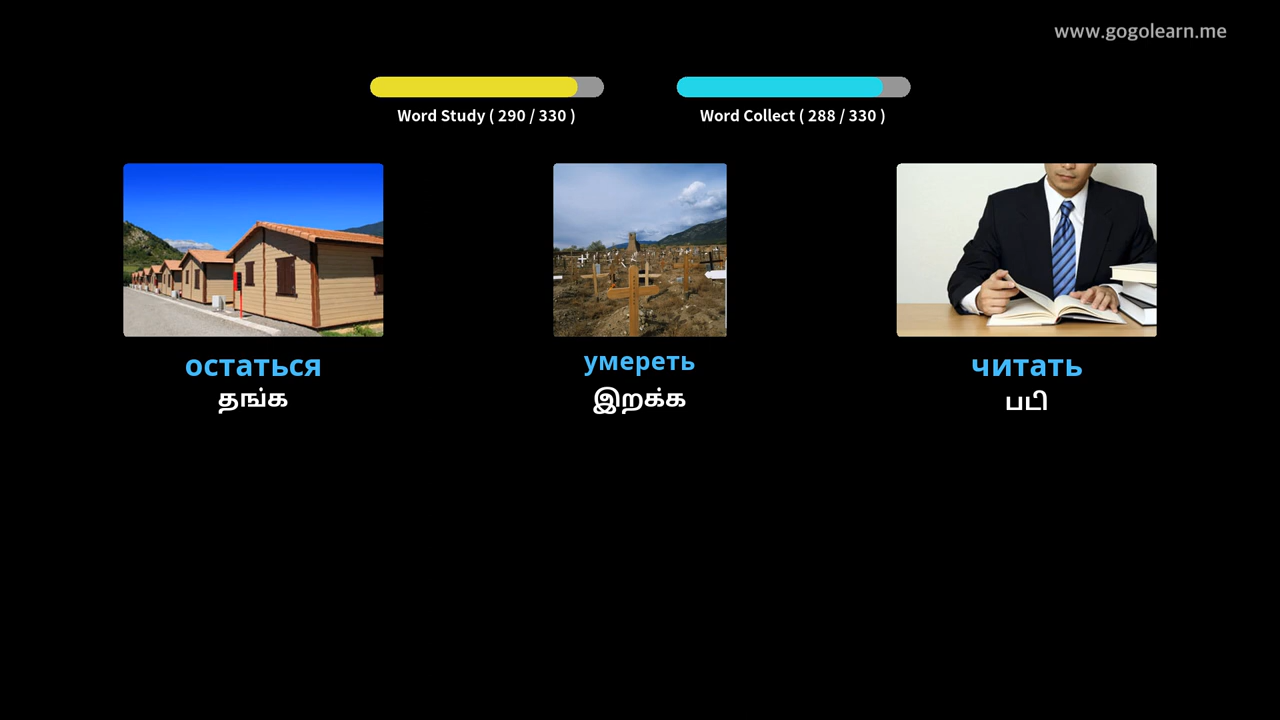 www.gogolearn.me
Word Study ( 290 / 330 )
Word Collect ( 288 / 330 )
остаться
தங்க
умереть
இறக்க
читать
படி